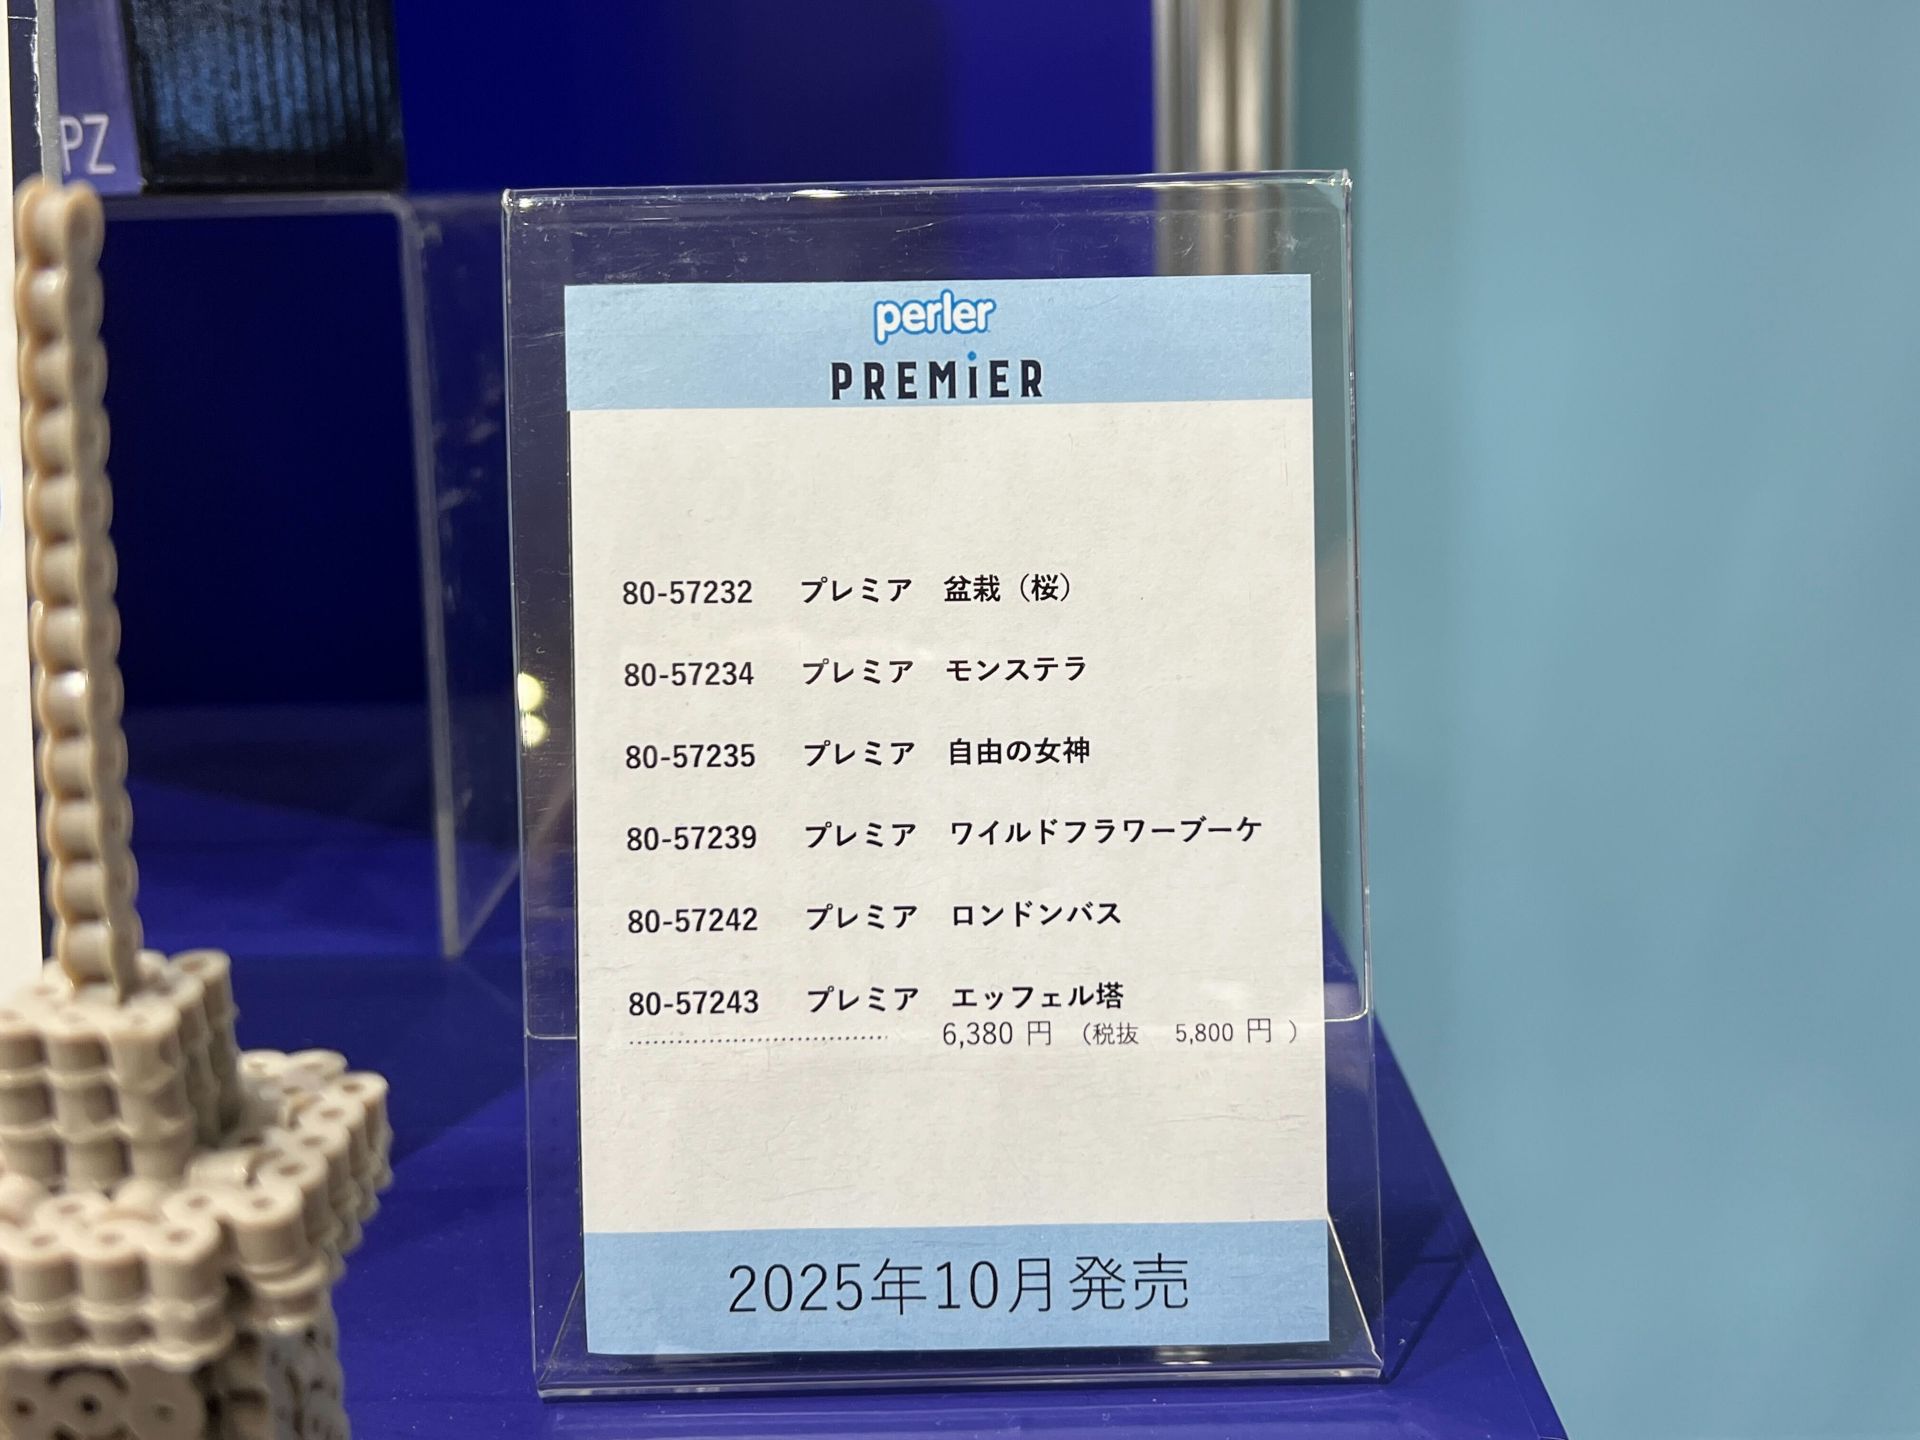 PZ
perler
PREMiER
80-57232 プレミア 盆栽（桜）
80-57234 プレミア モンステラ
80-57235 プレミア 自由の女神
80-57239 プレミア ワイルドフラワーブーケ
80-57242 プレミア ロンドンバス
80-57243 プレミア エッフェル塔
6,380 円 （税抜 5,800 円 ）
2025年10月発売